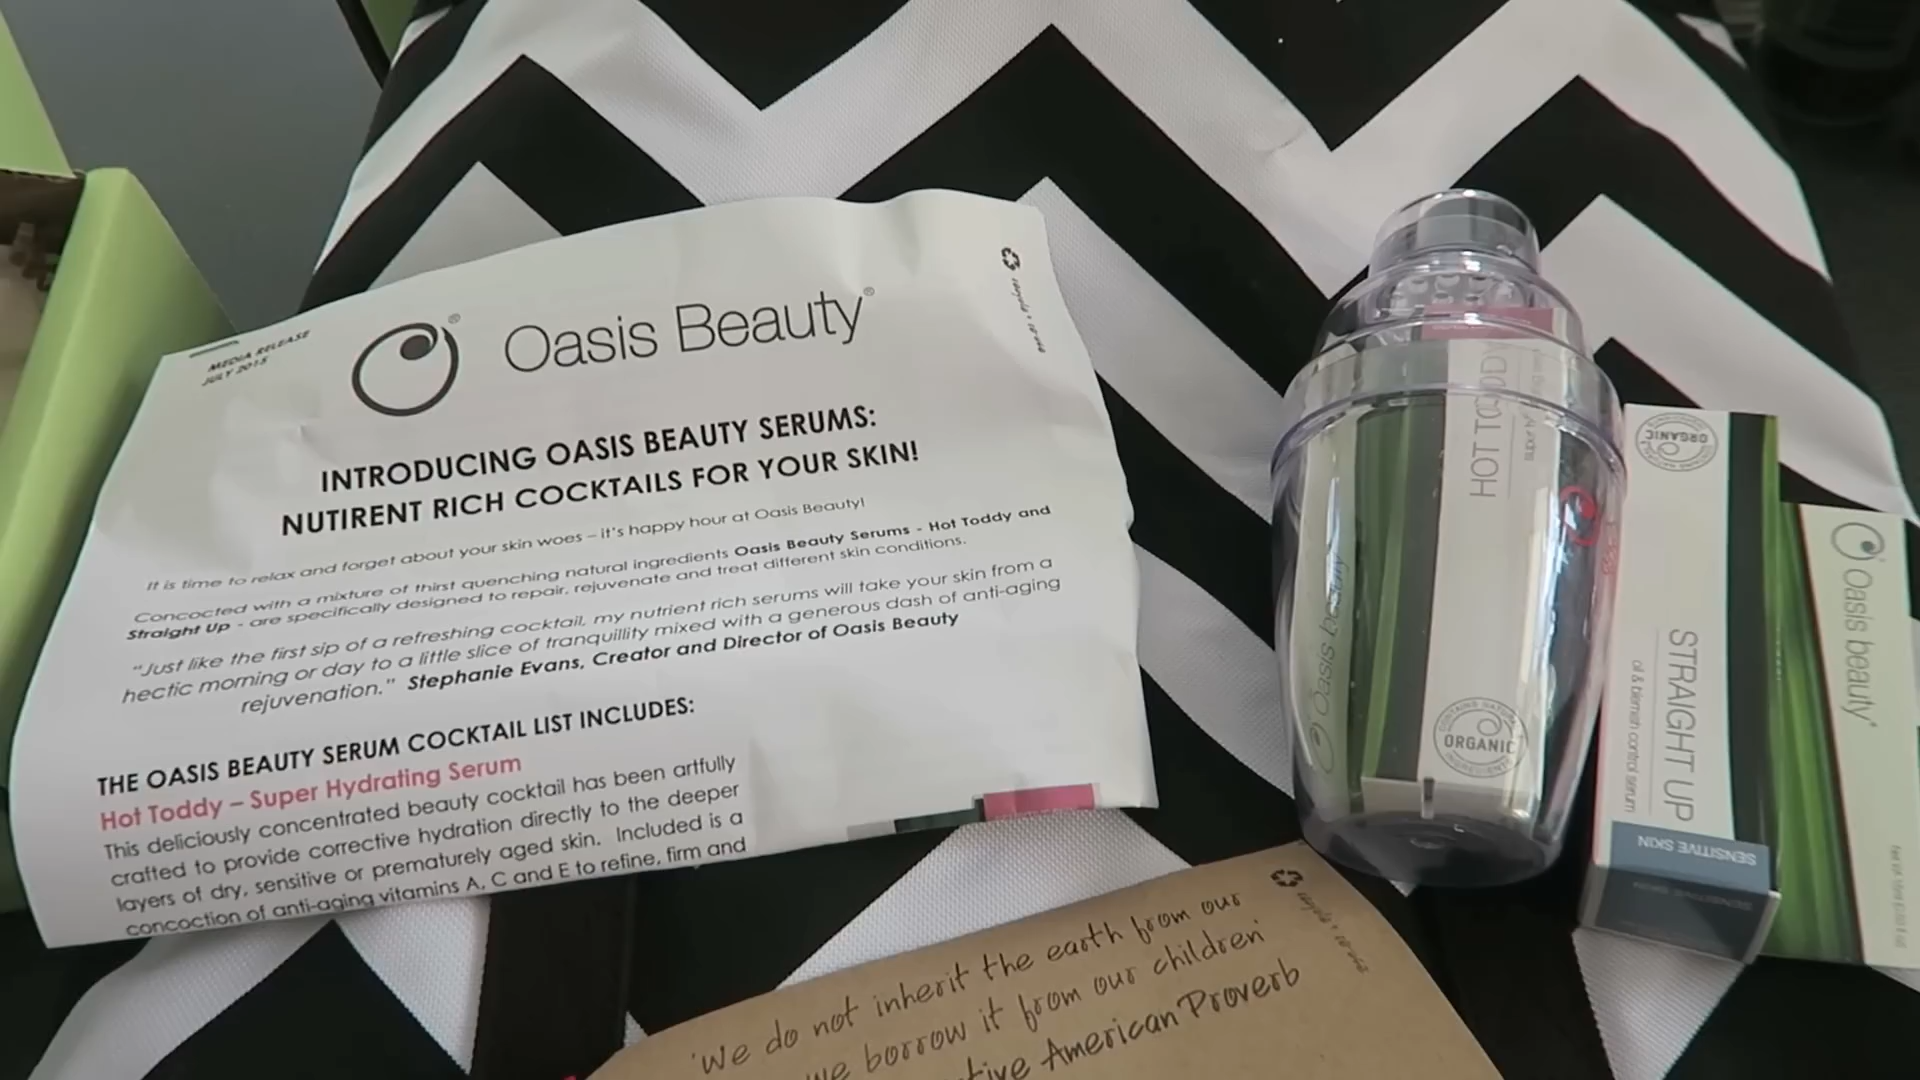 MEDIA RELEASE
JULY 2015
Oasis Beauty®
INTRODUCING OASIS BEAUTY SERUMS:
NUTIRENT RICH COCKTAILS FOR YOUR SKIN!
It is time to relax and forget about your skin woes – it's happy hour at Oasis Beauty!
Concocted with a mixture of thirst quenching natural ingredients Oasis Beauty Serums - Hot Toddy and
Straight Up - are specifically designed to repair, rejuvenate and treat different skin conditions.
"Just like the first sip of a refreshing cocktail, my nutrient rich serums will take your skin from a
hectic morning or day to a little slice of tranquillity mixed with a generous dash of anti-aging
rejuvenation." Stephanie Evans, Creator and Director of Oasis Beauty
THE OASIS BEAUTY SERUM COCKTAIL LIST INCLUDES:
Hot Toddy – Super Hydrating Serum
This deliciously concentrated beauty cocktail has been artfully
crafted to provide corrective hydration directly to the deeper
layers of dry, sensitive or prematurely aged skin. Included is a
concoction of anti-aging vitamins A, C and E to refine, firm and
'We do not inherit the earth from our
we borrow it from our children'
American Proverb
HOT TODDY
Oasis beauty
CONTAINS NATURAL
ORGANIC
INGREDIENTS
ORGANIC
STRAIGHT UP
oil & blemish control serum
SENSITIVE SKIN
SENSITIVE SKIN
Oasis beauty®